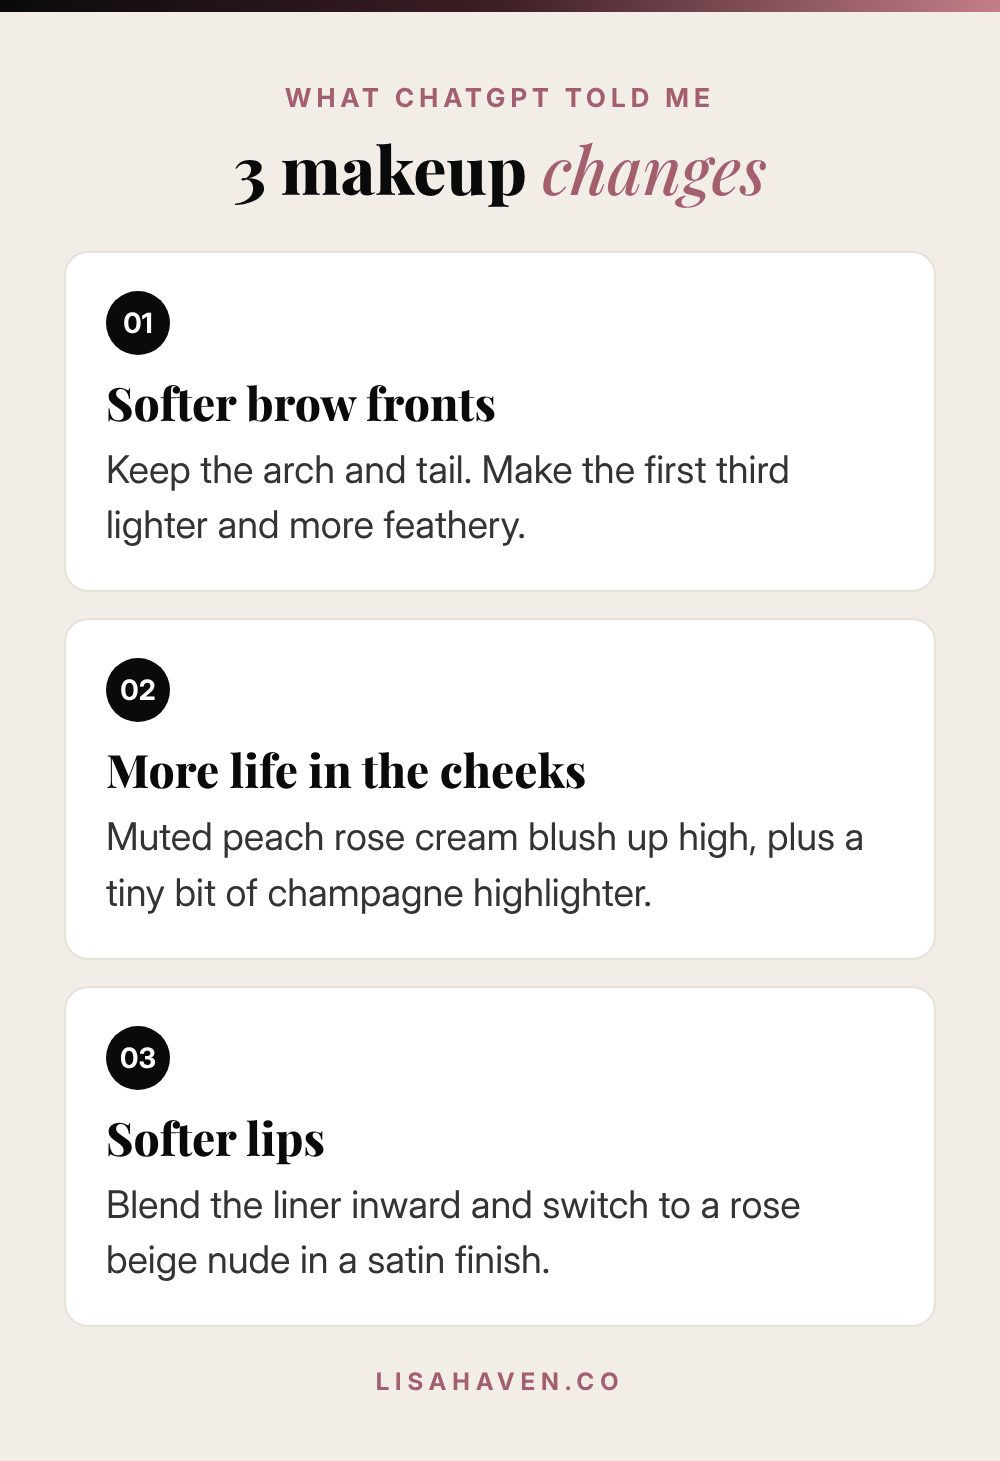 WHAT CHATGPT TOLD ME
3 makeup changes
01
Softer brow fronts
Keep the arch and tail. Make the first third
lighter and more feathery.
02
More life in the cheeks
Muted peach rose cream blush up high, plus a
tiny bit of champagne highlighter.
03
Softer lips
Blend the liner inward and switch to a rose
beige nude in a satin finish.
LISAHAVEN.CO